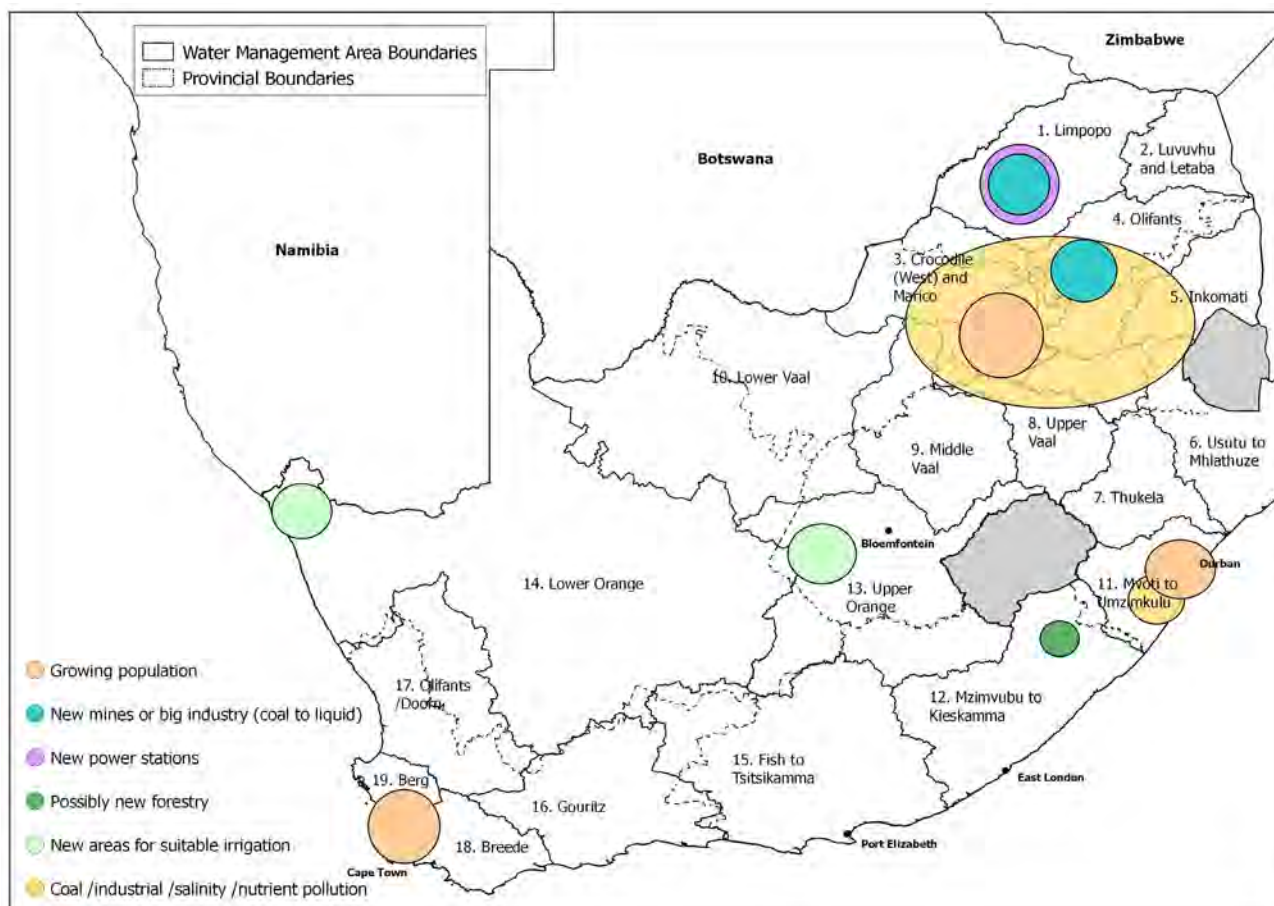 Water Management Area Boundaries
Provincial Boundaries
Zimbabwe
Botswana
Namibia
1. Limpopo
2. Luvuvhu
and Letaba
4. Olifants
3. Crocodile
(West) and
Marico
5. Inkomati
10. Lower Vaal
8. Upper
Vaal
9. Middle
Vaal
6. Usutu to
Mhlathuze
7. Thukela
Bloemfontein
Durban
14. Lower Orange
13. Upper
Orange
11. Mvoti to
Umzimkulu
17. Olifants
/Doorn
12. Mzimvubu to
Kieskamma
15. Fish to
Tsitsikamma
East London
19. Berg
16. Gouritz
18. Breede
Port Elizabeth
Cape Town
Growing population
New mines or big industry (coal to liquid)
New power stations
Possibly new forestry
New areas for suitable irrigation
Coal /industrial /salinity /nutrient pollution